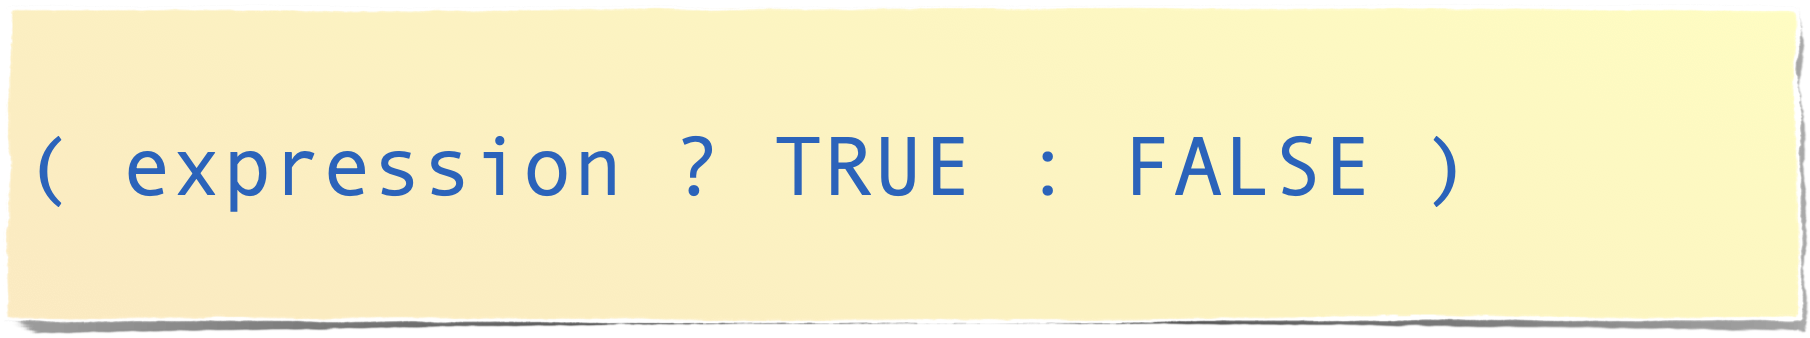 ( expression ? TRUE : FALSE )